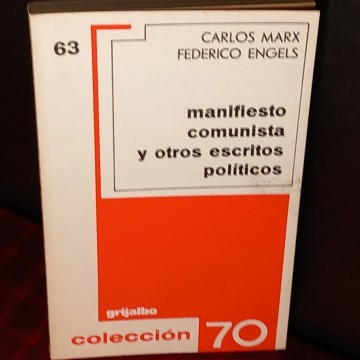 63
CARLOS MARX
FEDERICO ENGELS
manifiesto
comunista
y otros escritos
políticos
grijalbo
colección 70